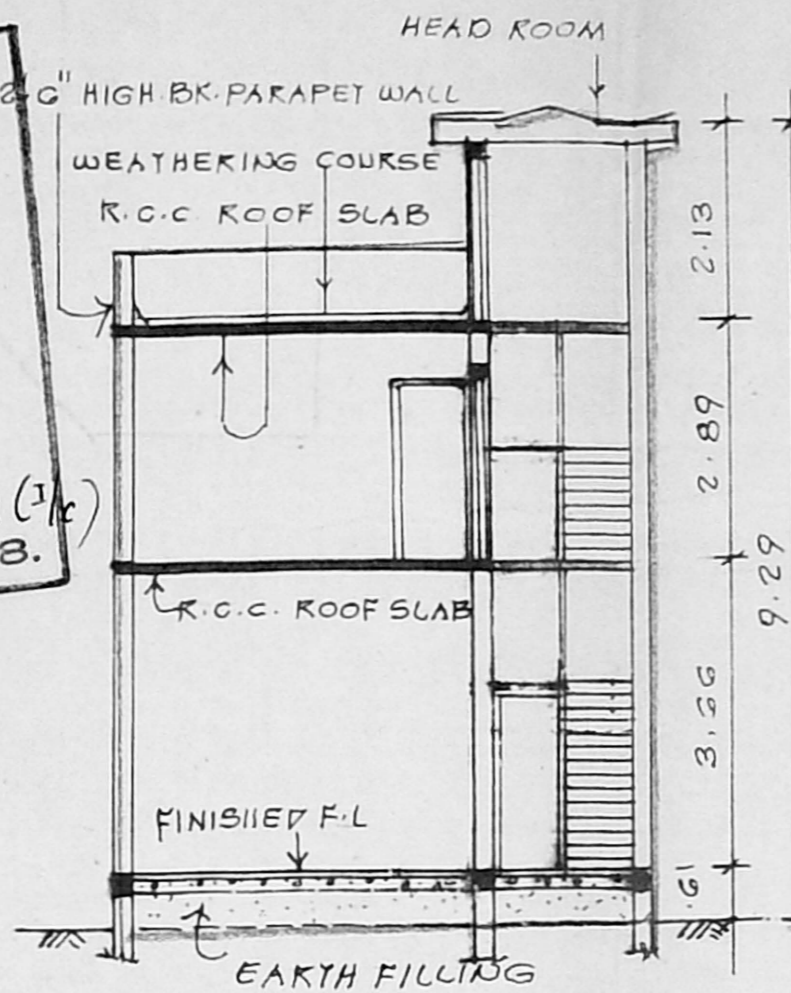 HEAD ROOM
2'6" HIGH BK. PARAPET WALL
WEATHERING COURSE
R.C.C. ROOF SLAB
2.13
2.89
(I/C)
8.
9.29
R.C.C. ROOF SLAB
3.66
FINISHED F.L
.61
EARTH FILLING